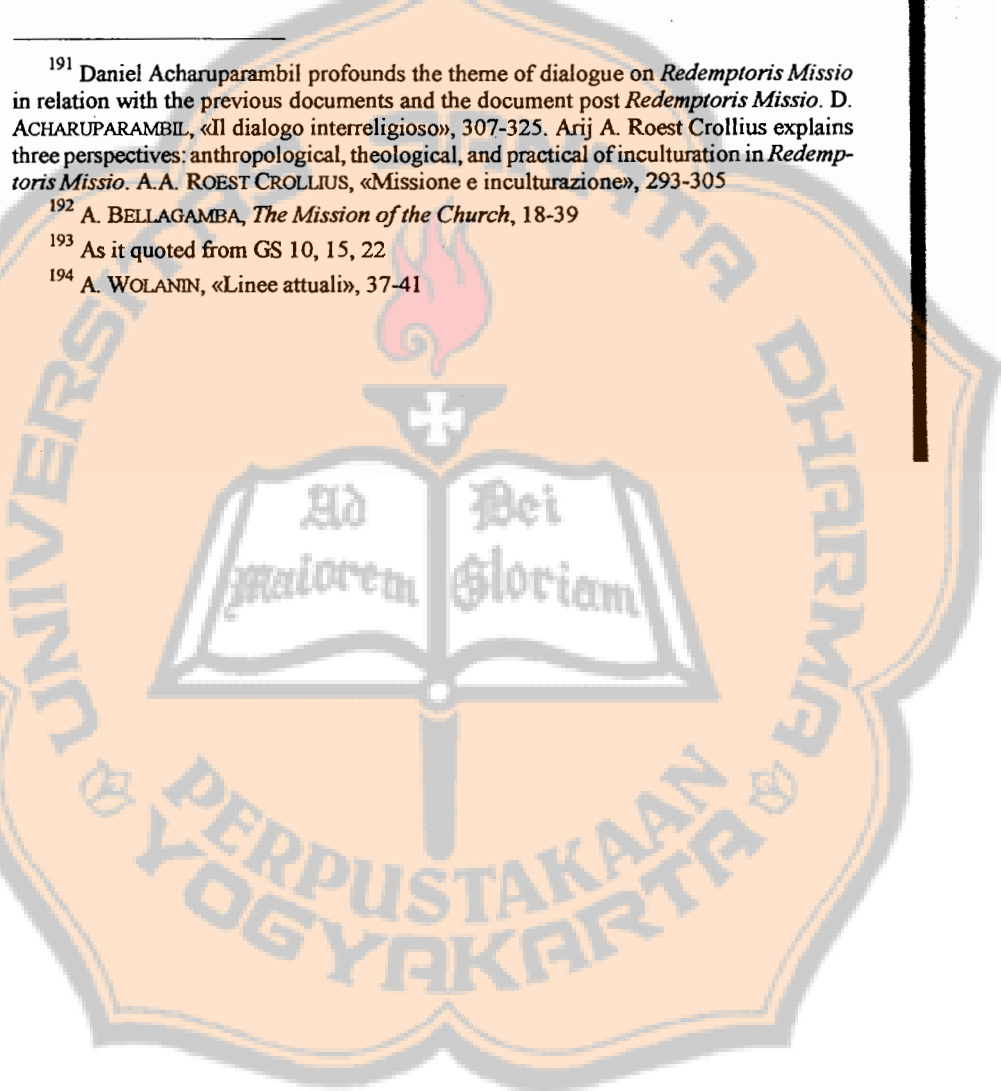 191 Daniel Acharuparambil profounds the theme of dialogue on Redemptoris Missio
in relation with the previous documents and the document post Redemptoris Missio. D.
ACHARUPARAMBIL, «Il dialogo interreligioso», 307-325. Arij A. Roest Crollius explains
three perspectives: anthropological, theological, and practical of inculturation in Redemp-
toris Missio. A.A. ROEST CROLLIUS, «Missione e inculturazione», 293-305
192 A. BELLAGAMBA, The Mission of the Church, 18-39
193 As it quoted from GS 10, 15, 22
194 A. WOLANIN, «Linee attuali», 37-41
UNIVERSITAS SANATA DHARMA
Ad Dei
maiorem Gloriam
PERPUSTAKAAN
YOGYAKARTA